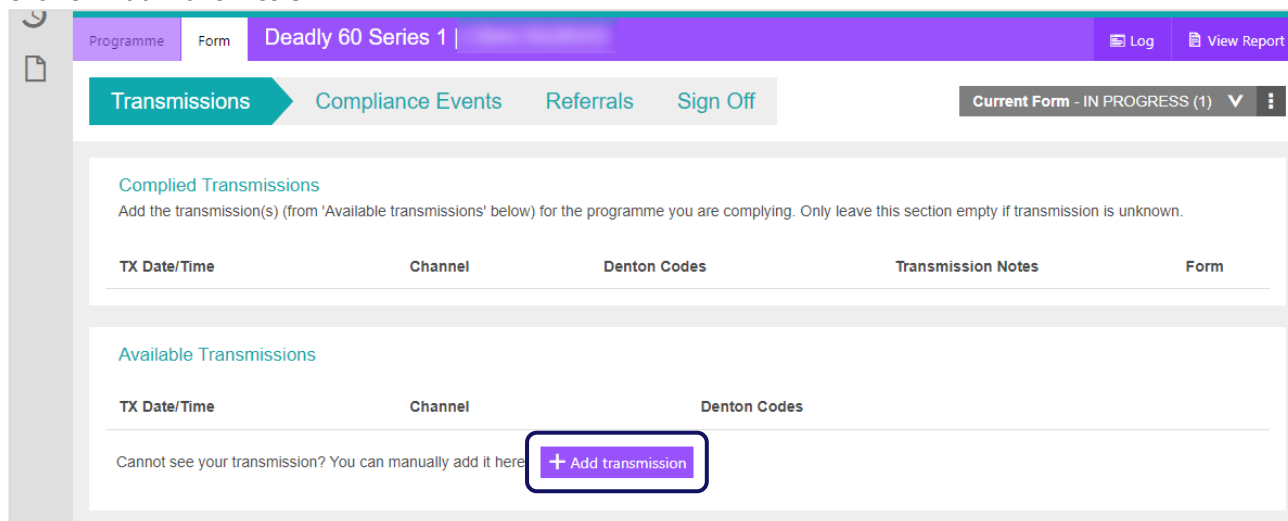 Programme Form Deadly 60 Series 1 | Log View Report
Transmissions Compliance Events Referrals Sign Off Current Form - IN PROGRESS (1)
Complied Transmissions
Add the transmission(s) (from 'Available transmissions' below) for the programme you are complying. Only leave this section empty if transmission is unknown.
TX Date/Time Channel Denton Codes Transmission Notes Form
Available Transmissions
TX Date/Time Channel Denton Codes
Cannot see your transmission? You can manually add it here + Add transmission